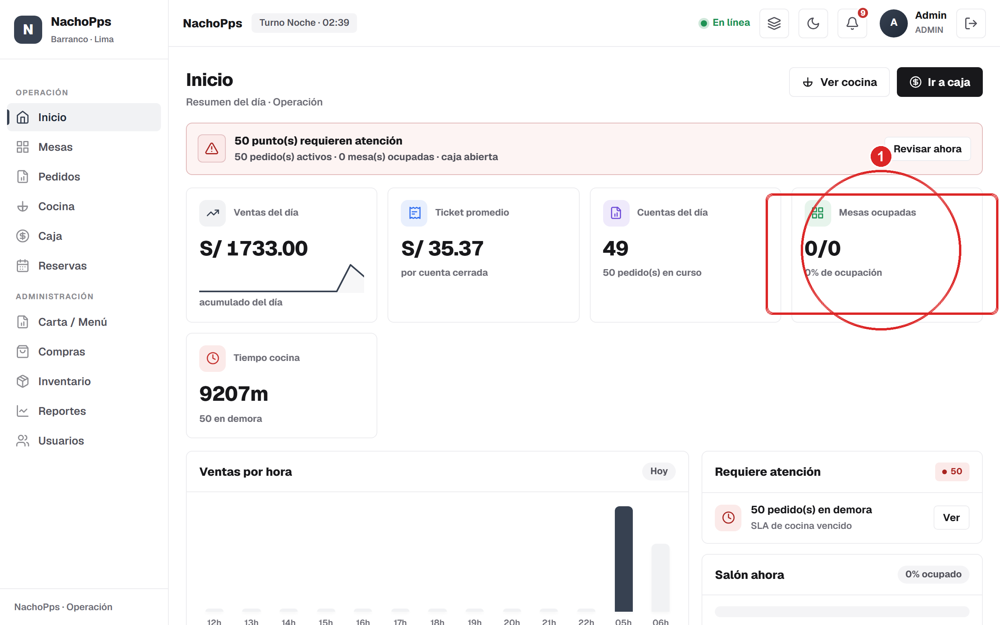 N
NachoPps
Barranco · Lima
NachoPps
Turno Noche · 02:39
En línea
9
A
Admin
ADMIN
OPERACIÓN
Inicio
Mesas
Pedidos
Cocina
Caja
Reservas
ADMINISTRACIÓN
Carta / Menú
Compras
Inventario
Reportes
Usuarios
NachoPps · Operación
Inicio
Resumen del día · Operación
Ver cocina
Ir a caja
50 punto(s) requieren atención
50 pedido(s) activos · 0 mesa(s) ocupadas · caja abierta
Revisar ahora
1
Ventas del día
S/ 1733.00
acumulado del día
Ticket promedio
S/ 35.37
por cuenta cerrada
Cuentas del día
49
50 pedido(s) en curso
Mesas ocupadas
0/0
0% de ocupación
Tiempo cocina
9207m
50 en demora
Ventas por hora
Hoy
12h 13h 14h 15h 16h 17h 18h 19h 20h 21h 22h 05h 06h
Requiere atención
50
50 pedido(s) en demora
SLA de cocina vencido
Ver
Salón ahora
0% ocupado